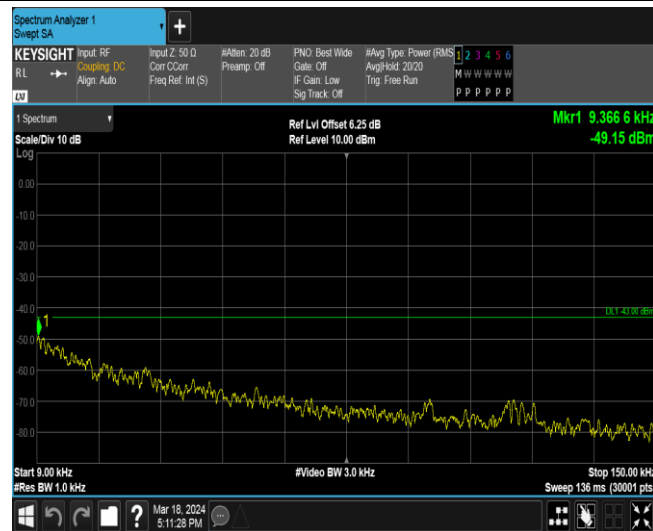 Spectrum Analyzer 1
Swept SA
+
KEYSIGHT
RL
LXI
Input: RF
Coupling: DC
Align: Auto
Input Z: 50 Ω
Corr CCorr
Freq Ref: Int (S)
#Atten: 20 dB
Preamp: Off
PNO: Best Wide
Gate: Off
IF Gain: Low
Sig Track: Off
#Avg Type: Power (RMS
Avg|Hold: 20/20
Trig: Free Run
1 2 3 4 5 6
M W W W W W
P P P P P P
1 Spectrum
Scale/Div 10 dB
Log
Ref Lvl Offset 6.25 dB
Ref Level 10.00 dBm
Mkr1 9.366 6 kHz
-49.15 dBm
0.00
-10.0
-20.0
-30.0
-40.0
-50.0
-60.0
-70.0
-80.0
1
DL1 -43.00 dBm
Start 9.00 kHz
#Res BW 1.0 kHz
#Video BW 3.0 kHz
Stop 150.00 kHz
Sweep 136 ms (30001 pts
?
Mar 18, 2024
5:11:28 PM